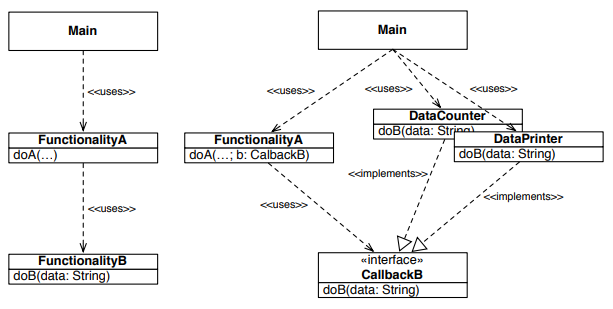 Main
<<uses>>
FunctionalityA
doA(…)
<<uses>>
FunctionalityB
doB(data: String)
Main
<<uses>>
<<uses>>
<<uses>>
DataCounter
doB(data: String)
DataPrinter
doB(data: String)
FunctionalityA
doA(…; b: CalbackB)
<<implements>>
<<implements>>
<<uses>>
«interface»
CallbackB
doB(data: String)